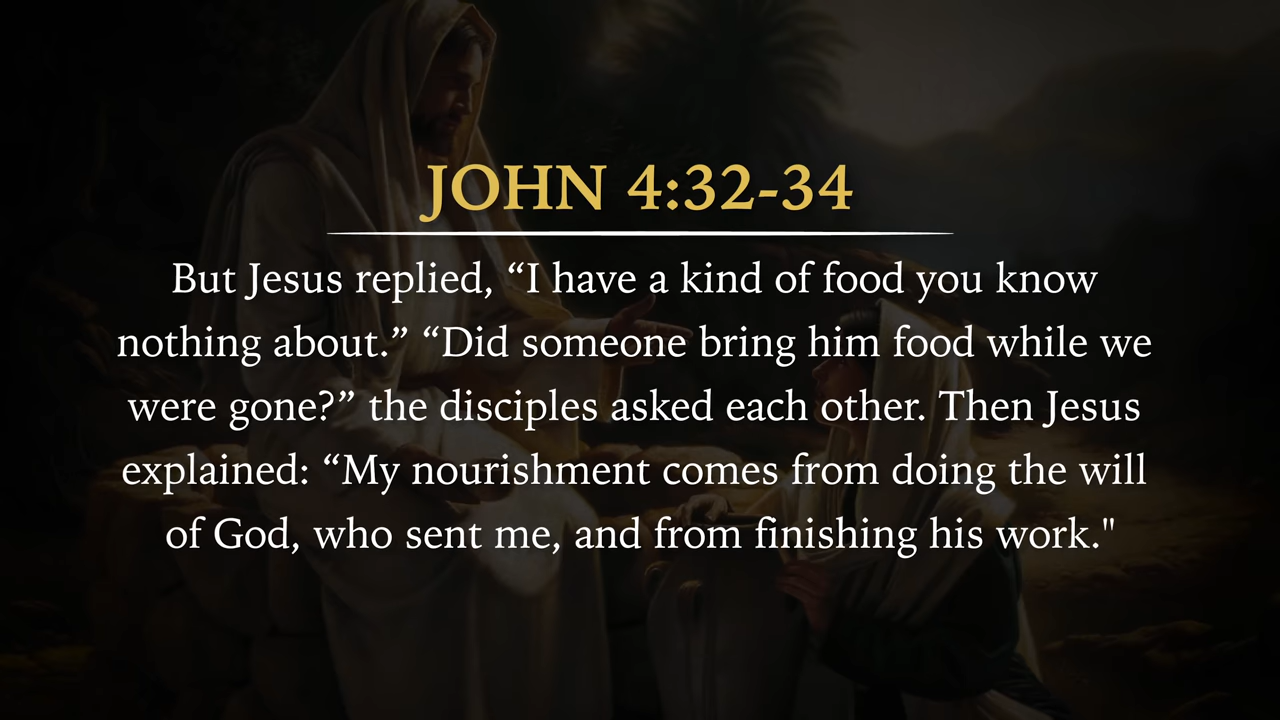 JOHN 4:32-34
But Jesus replied, “I have a kind of food you know
nothing about.” “Did someone bring him food while we
were gone?” the disciples asked each other. Then Jesus
explained: “My nourishment comes from doing the will
of God, who sent me, and from finishing his work."